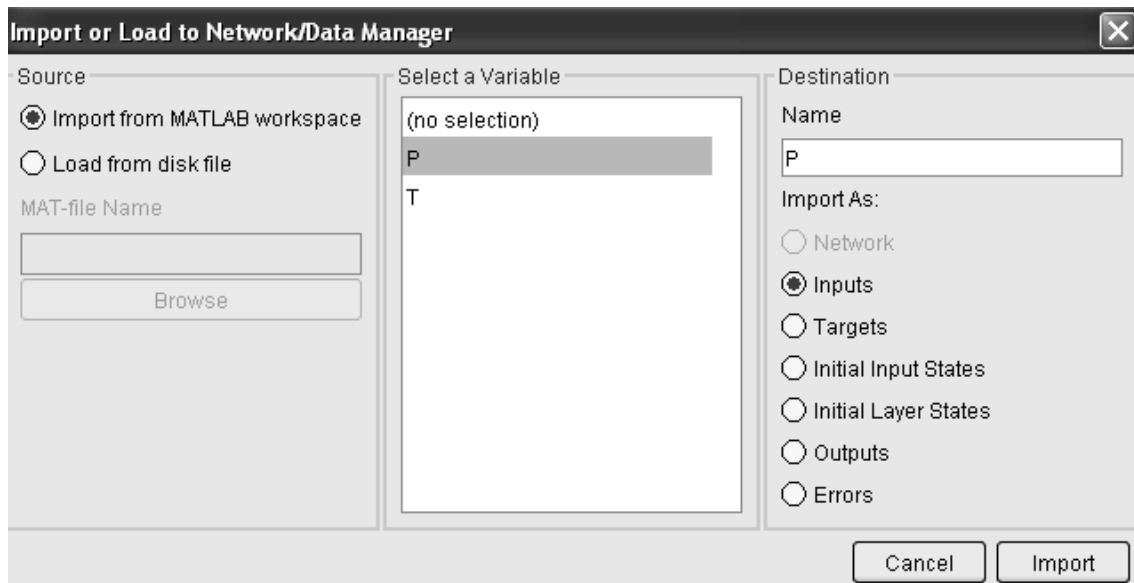 Import or Load to Network/Data Manager
Source
Import from MATLAB workspace
Load from disk file
MAT-file Name
Browse
Select a Variable
(no selection)
P
T
Destination
Name
P
Import As:
Network
Inputs
Targets
Initial Input States
Initial Layer States
Outputs
Errors
Cancel
Import